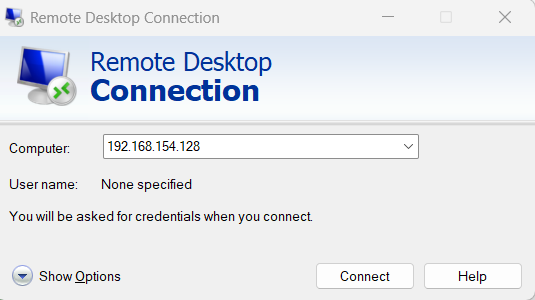 Remote Desktop Connection
Remote Desktop
Connection
Computer: 192.168.154.128
User name: None specified
You will be asked for credentials when you connect.
Show Options Connect Help